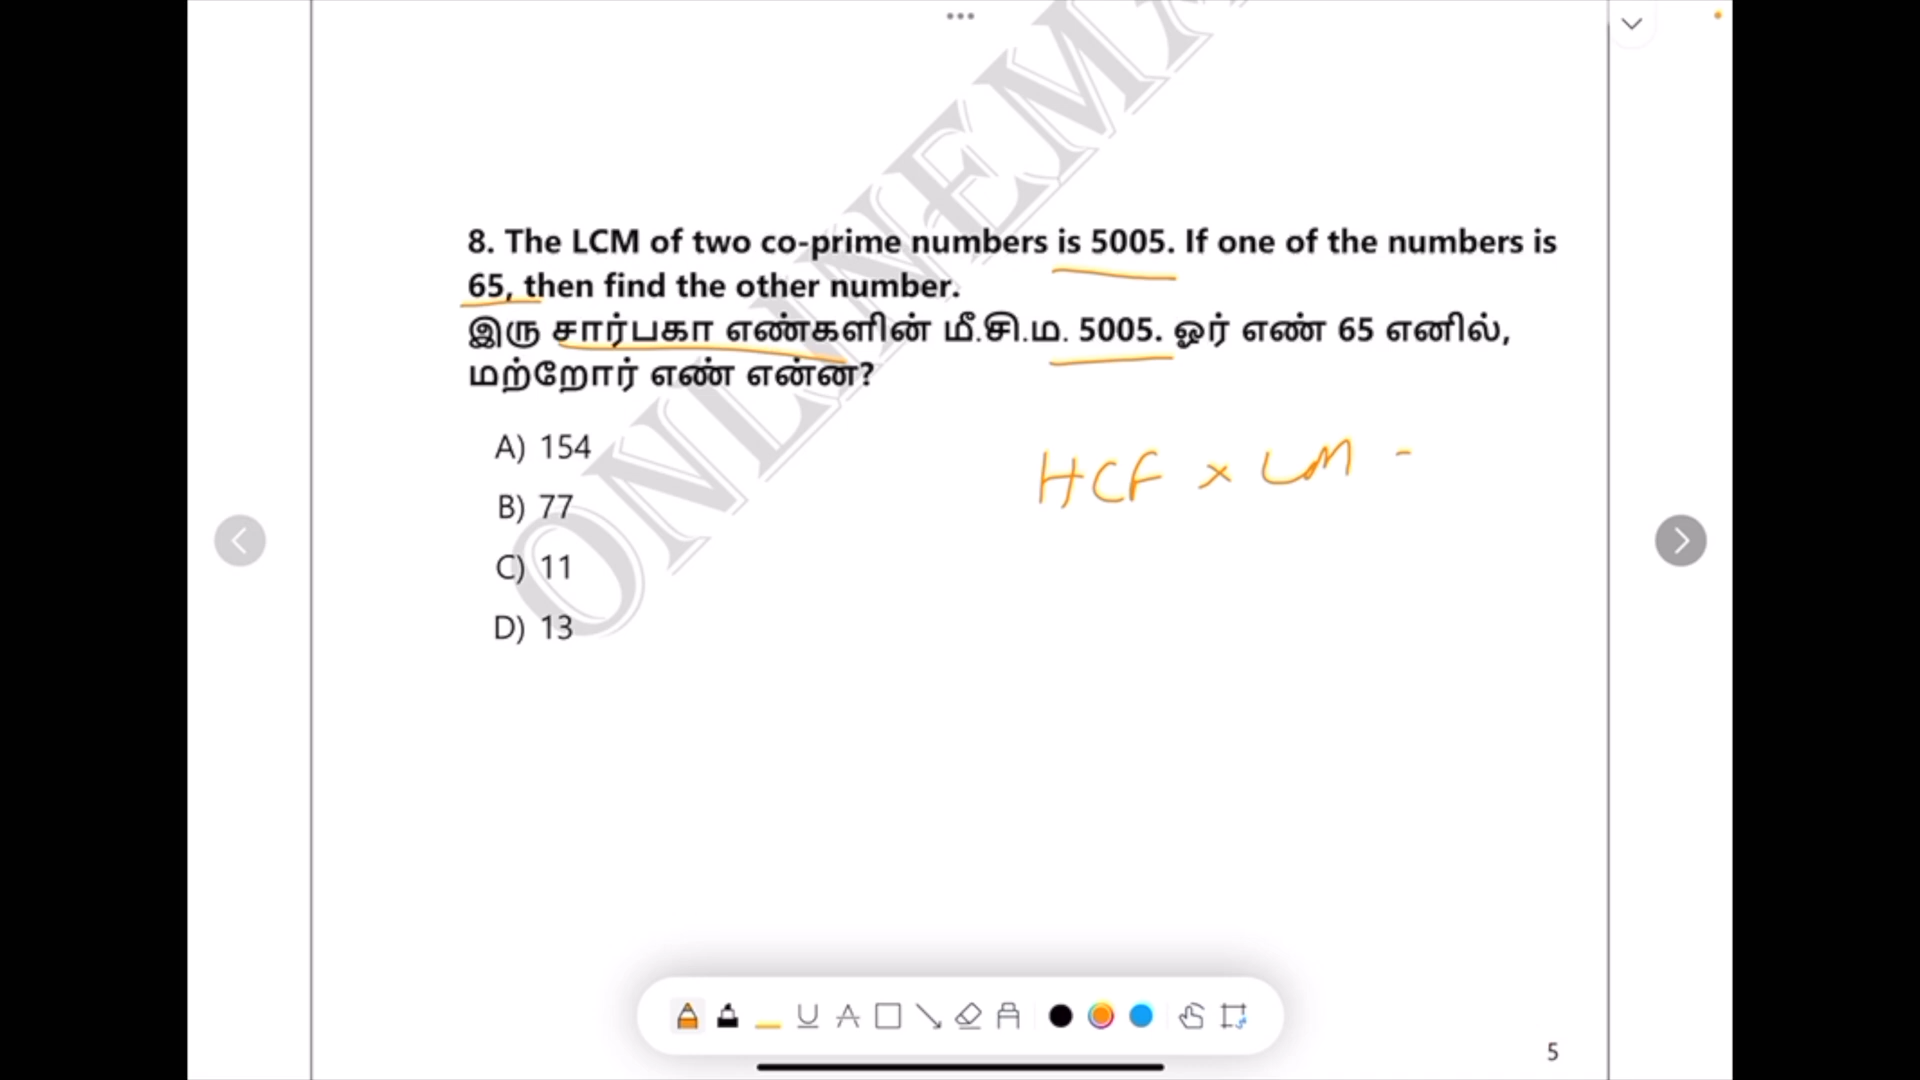 8. The LCM of two co-prime numbers is 5005. If one of the numbers is
65, then find the other number.
இரு சார்பகா எண்களின் மீ.சி.ம. 5005. ஓர் எண் 65 எனில்,
மற்றோர் எண் என்ன?
A) 154
B) 77
C) 11
D) 13
HCF × LCM -
5